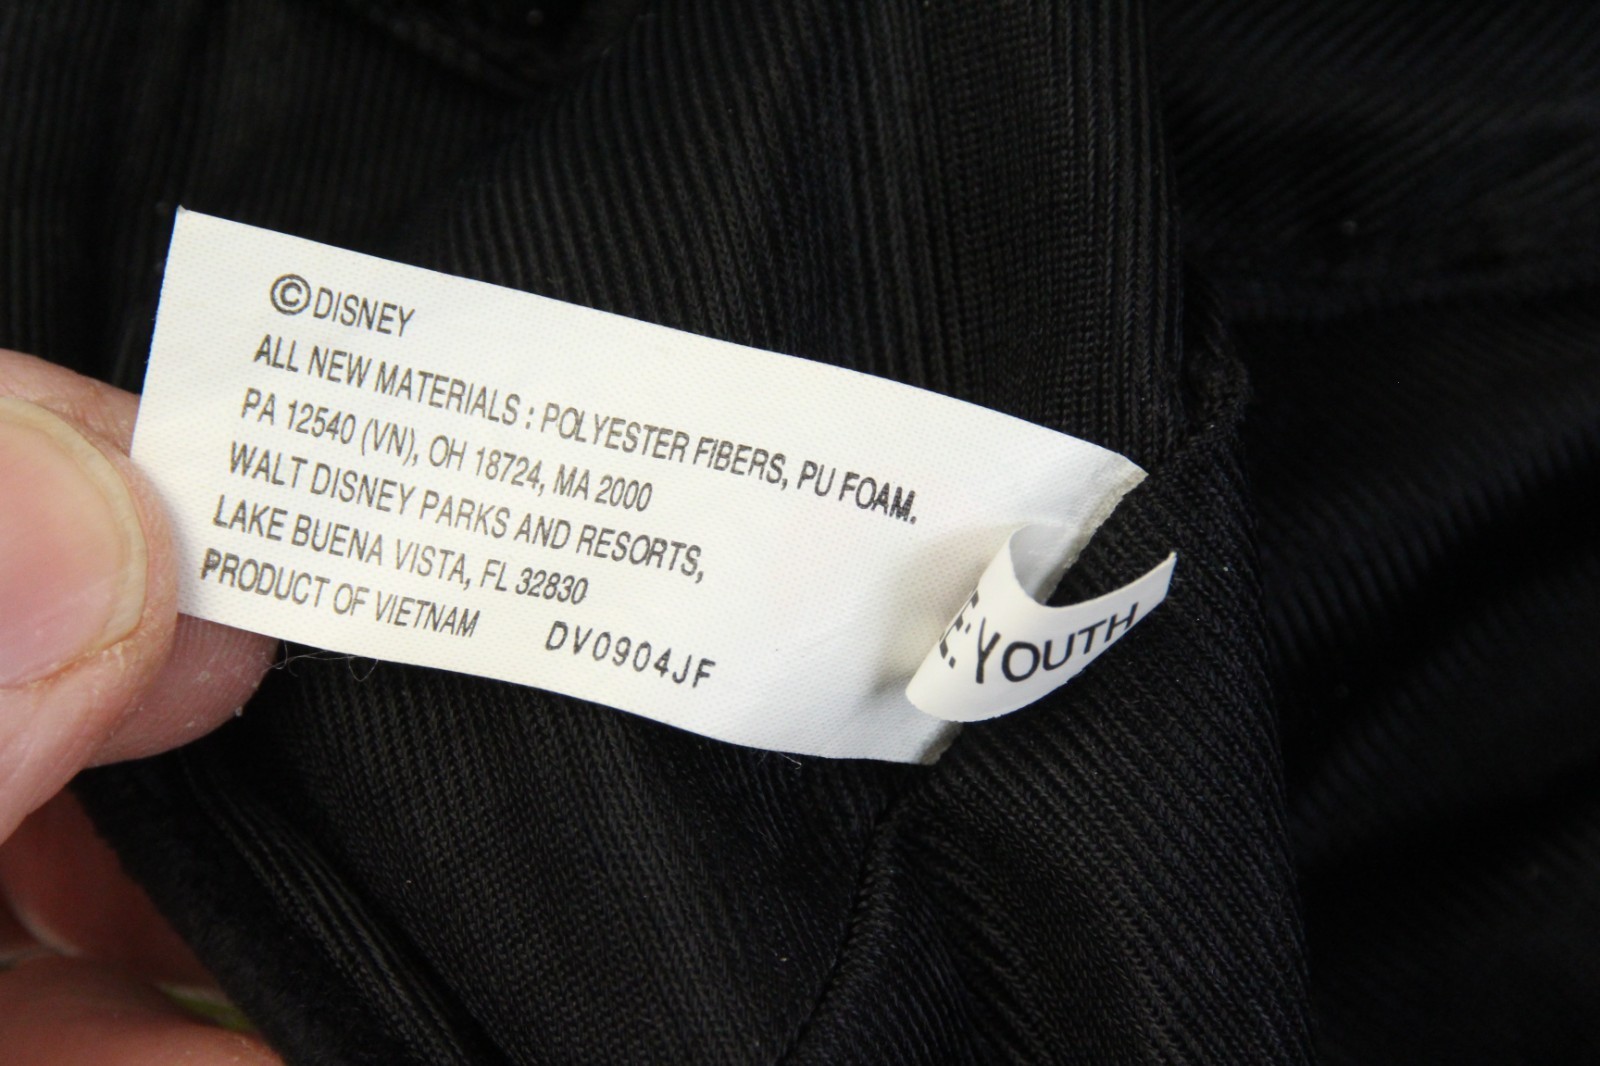 ©DISNEY
ALL NEW MATERIALS : POLYESTER FIBERS, PU FOAM.
PA 12540 (VN), OH 18724, MA 2000
WALT DISNEY PARKS AND RESORTS,
LAKE BUENA VISTA, FL 32830
PRODUCT OF VIETNAM DV0904JF
E: YOUTH